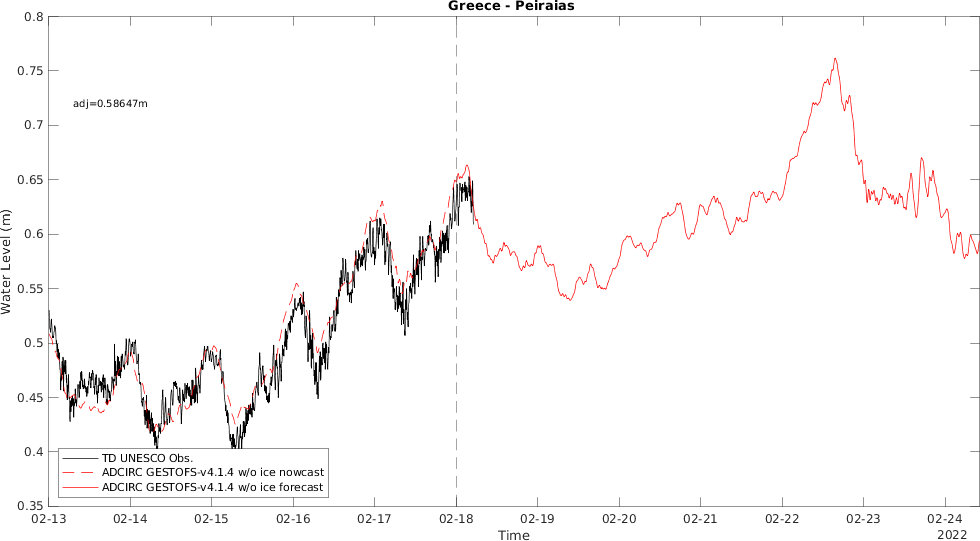 Greece - Peiraias
0.8
0.75
adj=0.58647m
0.7
0.65
0.6
0.55
0.5
0.45
0.4
0.35
Water Level (m)
TD UNESCO Obs.
ADCIRC GESTOFS-v4.1.4 w/o ice nowcast
ADCIRC GESTOFS-v4.1.4 w/o ice forecast
02-13 02-14 02-15 02-16 02-17 02-18 02-19 02-20 02-21 02-22 02-23 02-24
Time
2022